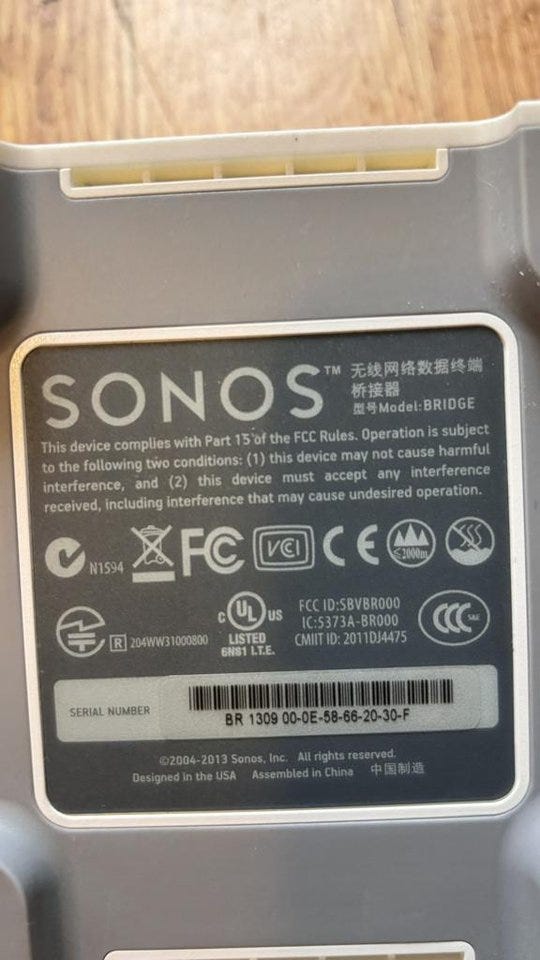 SONOS™ 无线网络数据终端
桥接器
型号Model:BRIDGE
This device complies with Part 15 of the FCC Rules. Operation is subject
to the following two conditions: (1) this device may not cause harmful
interference, and (2) this device must accept any interference
received, including interference that may cause undesired operation.
N1594 FC VCI CE ≤2000m
R 204WW31000800
c UL US
LISTED
6NS1 I.T.E.
FCC ID:SBVBR000
IC:5373A-BR000
CMIIT ID: 2011DJ4475
CCC S&E
SERIAL NUMBER
BR 1309 00-0E-58-66-20-30-F
©2004-2013 Sonos, Inc. All rights reserved.
Designed in the USA Assembled in China 中国制造